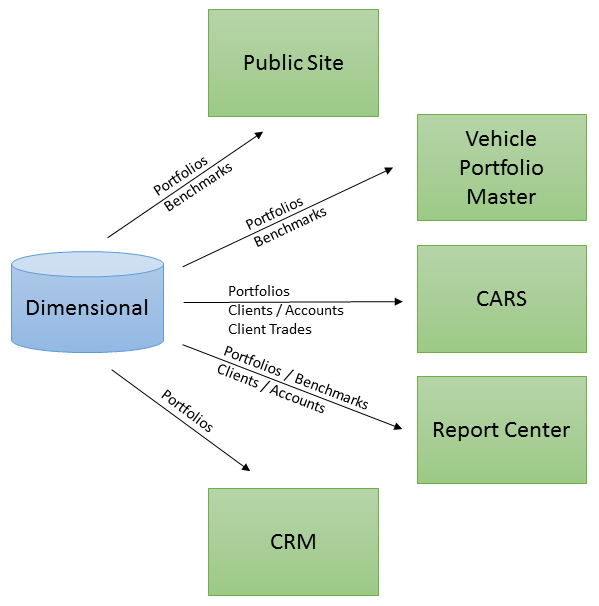 Public Site
Vehicle
Portfolio
Master
Portfolios
Benchmarks
Portfolios
Benchmarks
Dimensional
Portfolios
Clients / Accounts
Client Trades
CARS
Portfolios / Benchmarks
Clients / Accounts
Report Center
Portfolios
CRM